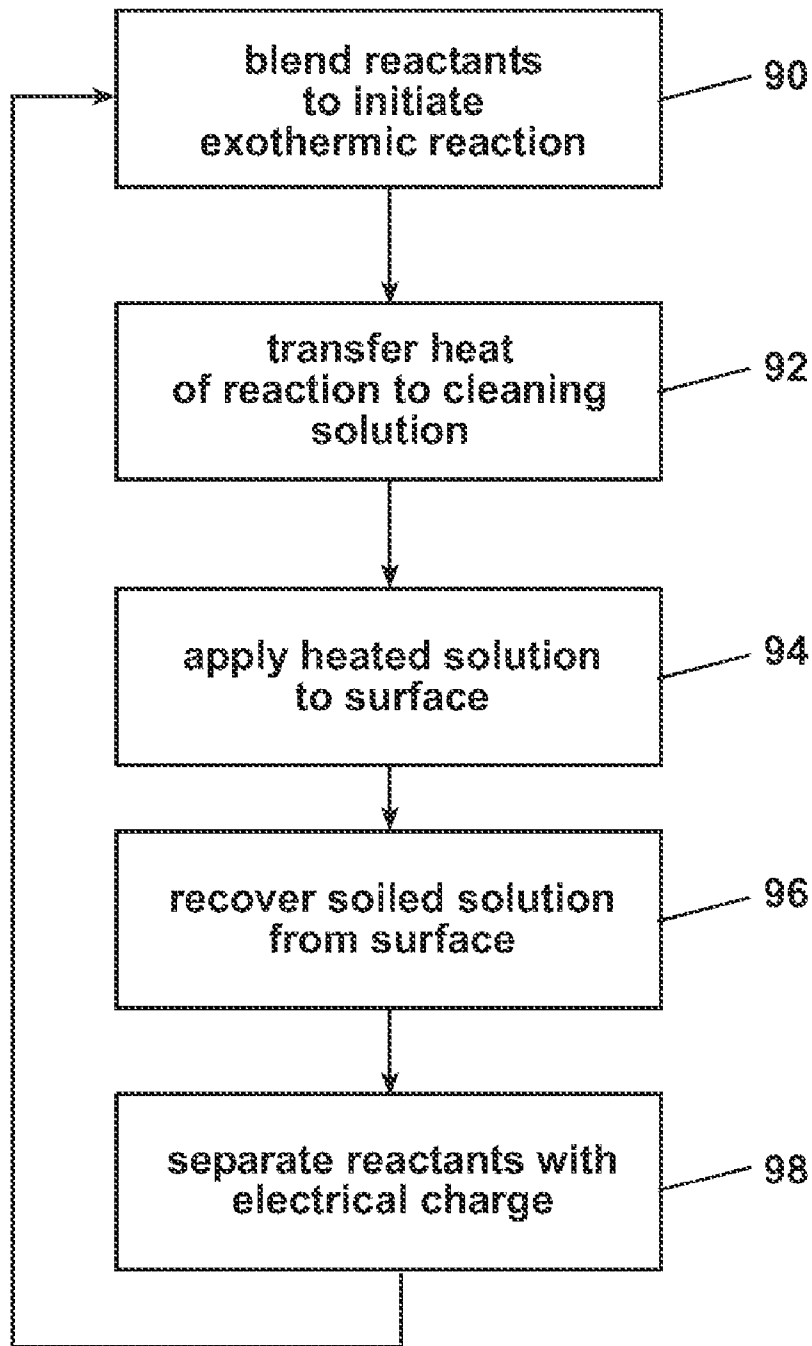 blend reactants
to initiate
exothermic reaction
90
transfer heat
of reaction to cleaning
solution
92
apply heated solution
to surface
94
recover soiled solution
from surface
96
separate reactants with
electrical charge
98